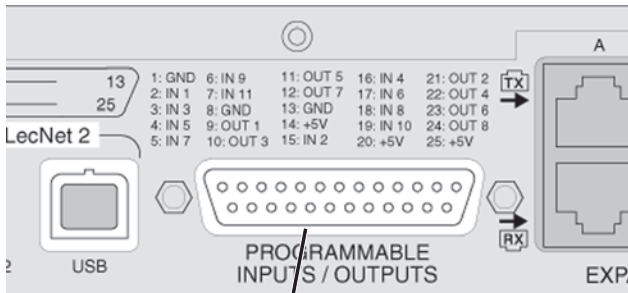 A
13
25
LecNet 2
1: GND 6: IN 9 11: OUT 5 16: IN 4 21: OUT 2
2: IN 1 7: IN 11 12: OUT 7 17: IN 6 22: OUT 4
3: IN 3 8: GND 13: GND 18: IN 8 23: OUT 6
4: IN 5 9: OUT 1 14: +5V 19: IN 10 24: OUT 8
5: IN 7 10: OUT 3 15: IN 2 20: +5V 25: +5V
TX
RX
USB
PROGRAMMABLE
INPUTS / OUTPUTS
EXP